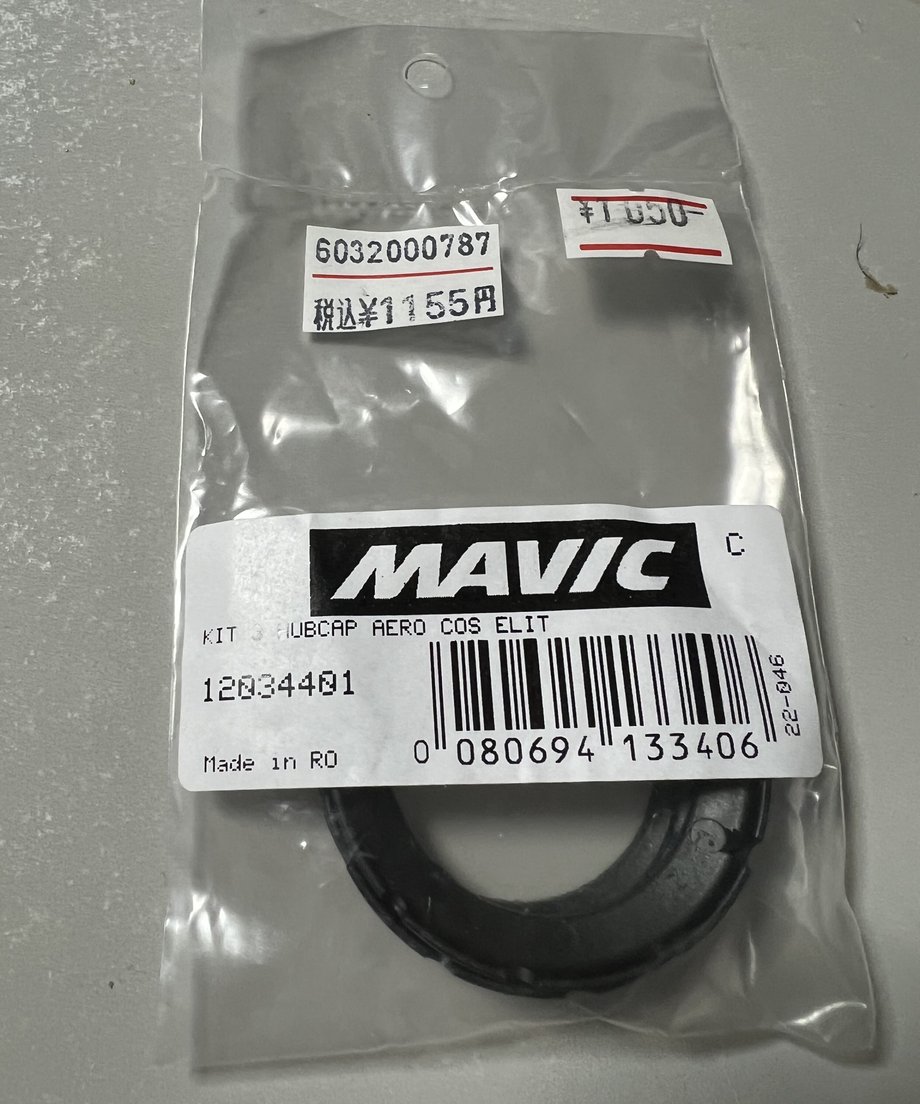 ¥1050-
6032000787
税込¥1155円
MAVIC
C
KIT HUBCAP AERO COS ELIT
12034401
22-046
0 080694 133406
Made in RO